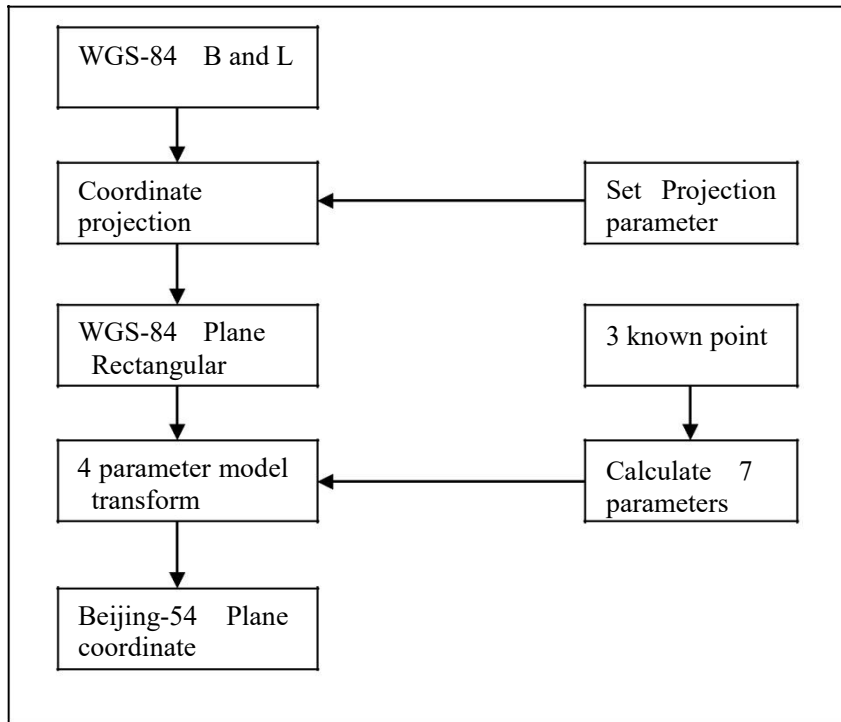 WGS-84 B and L
Coordinate
projection
Set Projection
parameter
WGS-84 Plane
Rectangular
3 known point
4 parameter model
transform
Calculate 7
parameters
Beijing-54 Plane
coordinate